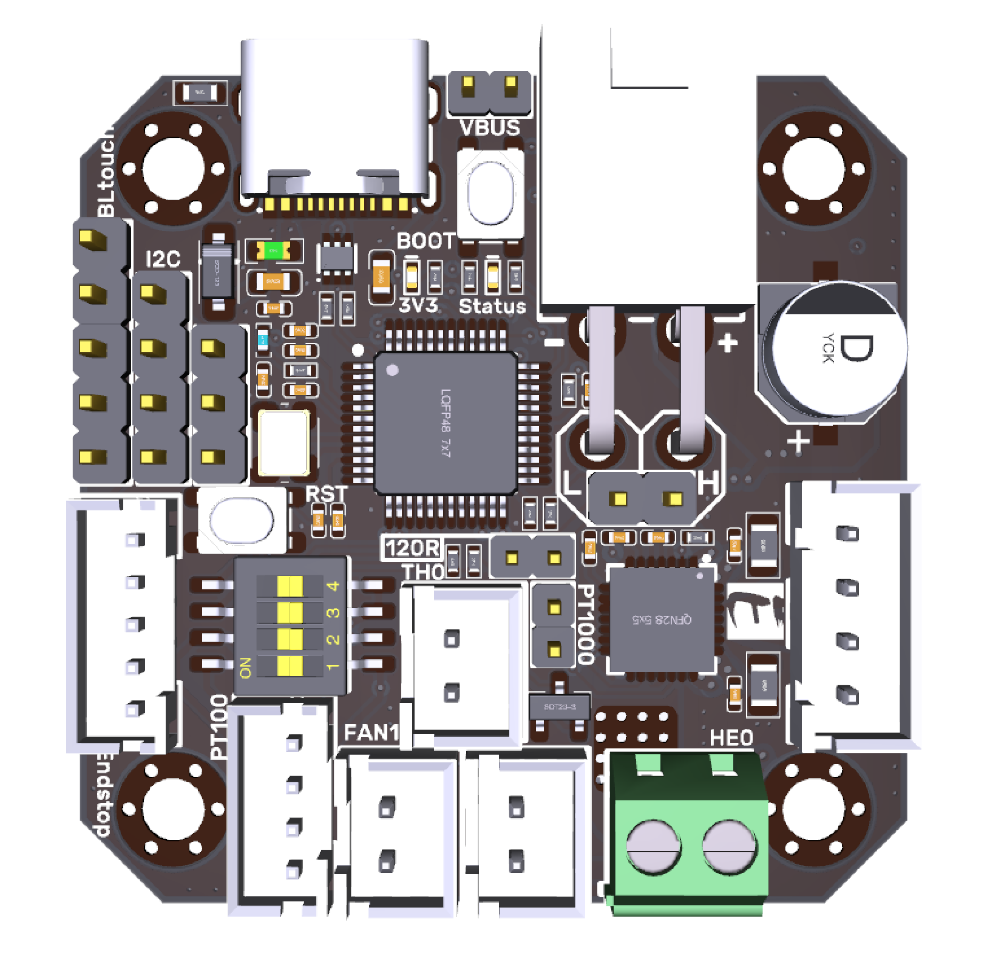 VBUS
BLtouch
BOOT
I2C
3V3
Status
-
+
D
YCK
+
LQFP48 7x7
L
H
RST
120R
TH0
4
3
2
1
ON
PT1000
QFN28 5x5
E
SOT23-3
PT100
FAN1
HE0
Endstop